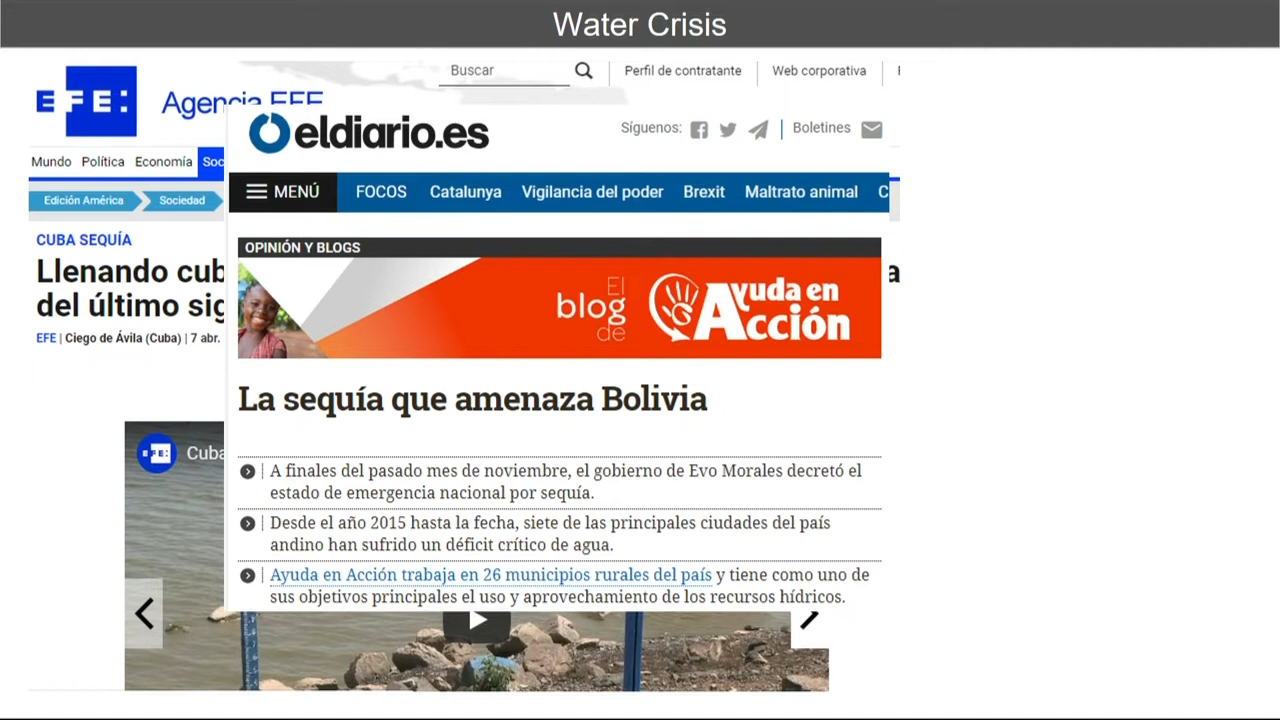 Water Crisis
EFE:
Agencia EFE
Mundo Política Economía Soc
Edición América Sociedad
CUBA SEQUÍA
Llenando cub
del último sig
EFE | Ciego de Ávila (Cuba) | 7 abr.
Cuba
Buscar Perfil de contratante Web corporativa
eldiario.es
Síguenos: Boletines
MENÚ FOCOS Catalunya Vigilancia del poder Brexit Maltrato animal C
OPINIÓN Y BLOGS
El
blog
de
Ayuda en
Acción
La sequía que amenaza Bolivia
A finales del pasado mes de noviembre, el gobierno de Evo Morales decretó el
estado de emergencia nacional por sequía.
Desde el año 2015 hasta la fecha, siete de las principales ciudades del país
andino han sufrido un déficit crítico de agua.
Ayuda en Acción trabaja en 26 municipios rurales del país y tiene como uno de
sus objetivos principales el uso y aprovechamiento de los recursos hídricos.